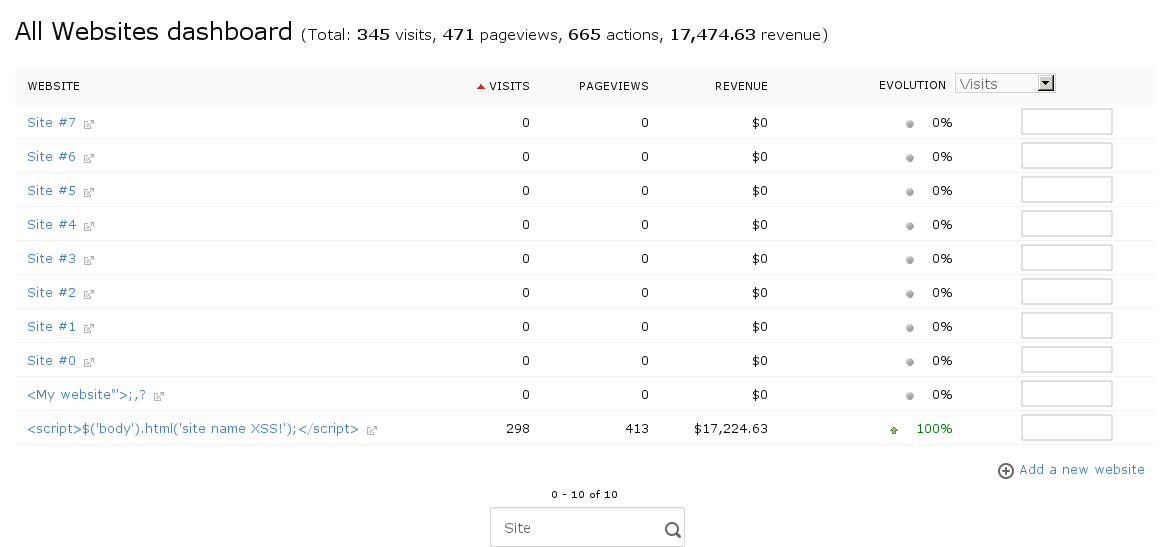 All Websites dashboard (Total: 345 visits, 471 pageviews, 665 actions, 17,474.63 revenue)
WEBSITE VISITS PAGEVIEWS REVENUE EVOLUTION Visits
Site #7 0 0 $0 0%
Site #6 0 0 $0 0%
Site #5 0 0 $0 0%
Site #4 0 0 $0 0%
Site #3 0 0 $0 0%
Site #2 0 0 $0 0%
Site #1 0 0 $0 0%
Site #0 0 0 $0 0%
<My website"'>;,? 0 0 $0 0%
<script>$('body').html('site name XSS!');</script> 298 413 $17,224.63 100%
Add a new website
0 - 10 of 10
Site